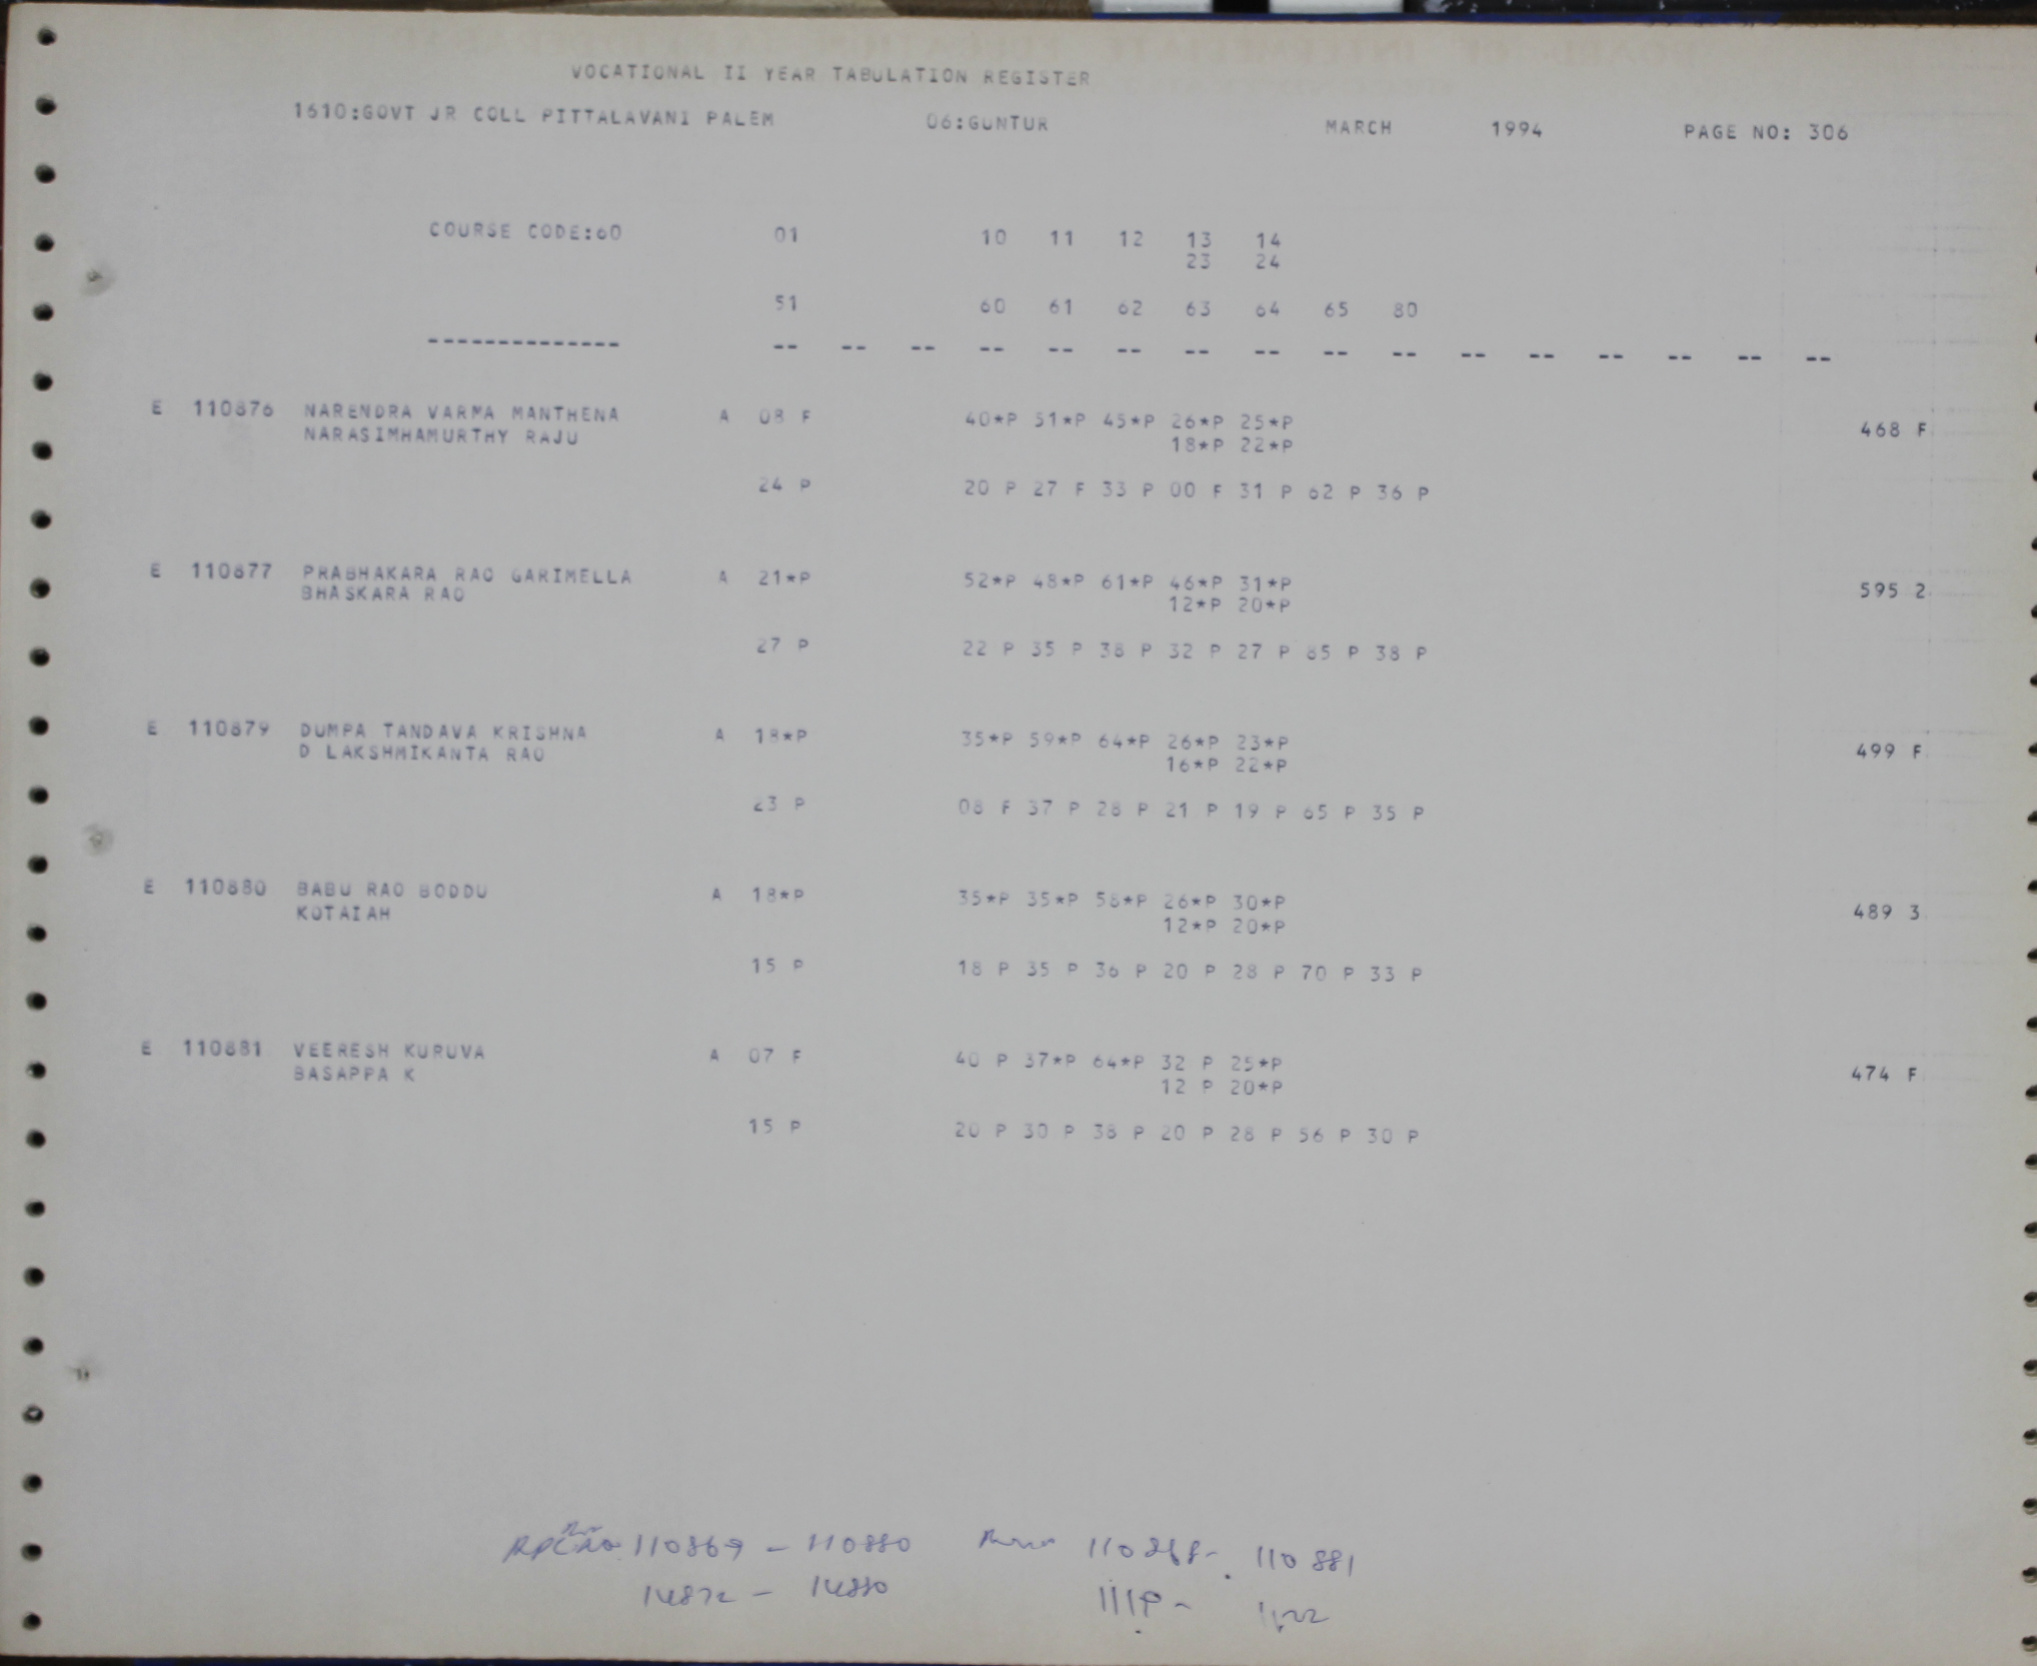 VOCATIONAL II YEAR TABULATION REGISTER
1610:GOVT JR COLL PITTALAVANI PALEM 06:GUNTUR MARCH 1994 PAGE NO: 306
COURSE CODE:60 01 10 11 12 13 14
23 24
51 60 61 62 63 64 65 80
-------------- -- -- -- -- -- -- -- -- -- -- -- -- -- -- -- --
E 110876 NARENDRA VARMA MANTHENA A 08 F 40*P 51*P 45*P 26*P 25*P
NARASIMHAMURTHY RAJU 18*P 22*P 468 F
24 P 20 P 27 F 33 P 00 F 31 P 62 P 36 P
E 110877 PRABHAKARA RAO GARIMELLA A 21*P 52*P 48*P 61*P 46*P 31*P
BHASKARA RAO 12*P 20*P 595 2
27 P 22 P 35 P 38 P 32 P 27 P 85 P 38 P
E 110879 DUMPA TANDAVA KRISHNA A 18*P 35*P 59*P 64*P 26*P 23*P
D LAKSHMIKANTA RAO 16*P 22*P 499 F
23 P 08 F 37 P 28 P 21 P 19 P 65 P 35 P
E 110880 BABU RAO BODDU A 18*P 35*P 35*P 58*P 26*P 30*P
KOTAIAH 12*P 20*P 489 3
15 P 18 P 35 P 36 P 20 P 28 P 70 P 33 P
E 110881 VEERESH KURUVA A 07 F 40 P 37*P 64*P 32 P 25*P
BASAPPA K 12 P 20*P 474 F
15 P 20 P 30 P 38 P 20 P 28 P 56 P 30 P
110869 - 110880 110881